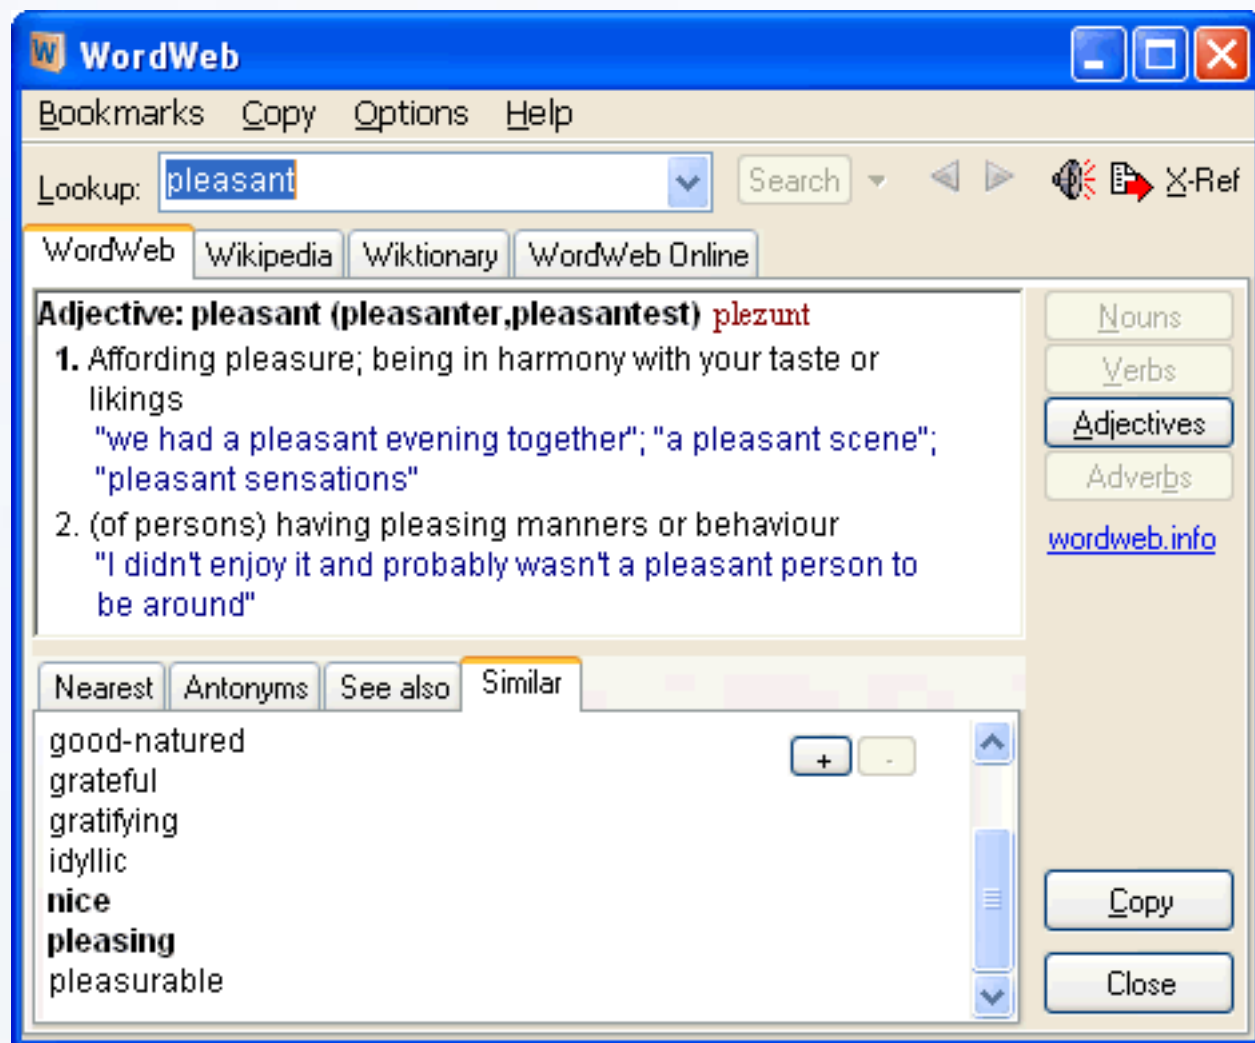 WordWeb
Bookmarks Copy Options Help
Lookup: pleasant Search X-Ref
WordWeb Wikipedia Wiktionary WordWeb Online
Adjective: pleasant (pleasanter,pleasantest) plezunt
1. Affording pleasure; being in harmony with your taste or
likings
"we had a pleasant evening together"; "a pleasant scene";
"pleasant sensations"
2. (of persons) having pleasing manners or behaviour
"I didn't enjoy it and probably wasn't a pleasant person to
be around"
Nouns
Verbs
Adjectives
Adverbs
wordweb.info
Nearest Antonyms See also Similar
good-natured
grateful
gratifying
idyllic
nice
pleasing
pleasurable
+ -
Copy
Close